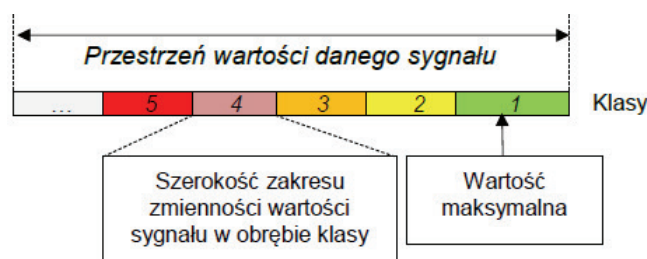 Przestrzeń wartości danego sygnału
... 5 4 3 2 1 Klasy
Szerokość zakresu
zmienności wartości
sygnału w obrębie klasy
Wartość
maksymalna